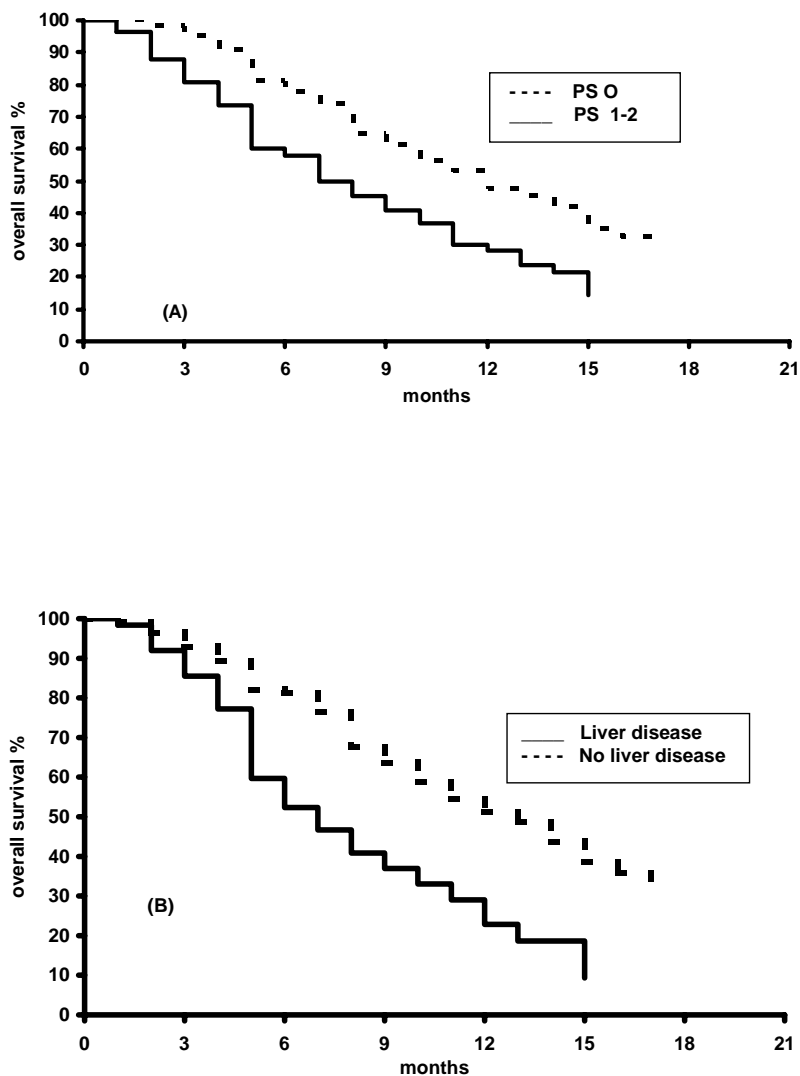 100
90
80
70
60
50
40
30
20
10
0
overall survival %
PS O
PS 1-2
(A)
0 3 6 9 12 15 18 21
months
100
90
80
70
60
50
40
30
20
10
0
overall survival %
Liver disease
No liver disease
(B)
0 3 6 9 12 15 18 21
months